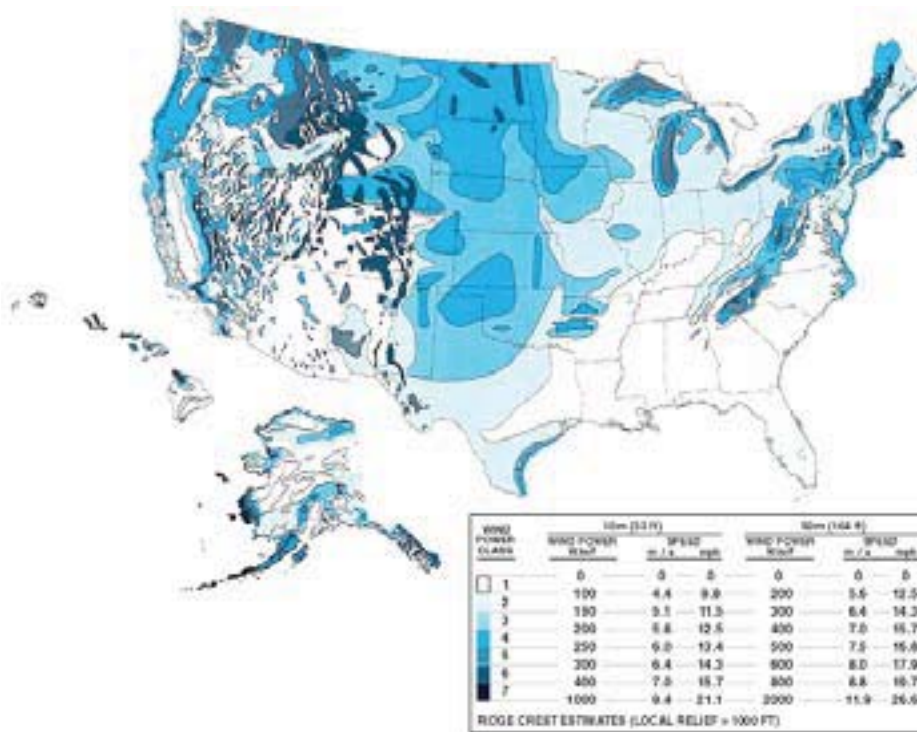 WIND POWER CLASS 10m (33 ft) 50m (164 ft)
WIND POWER W/m² SPEED m/s mph WIND POWER W/m² SPEED m/s mph
0 0 0 0 0 0
1
100 4.4 9.8 200 5.6 12.5
2
150 5.1 11.5 300 6.4 14.3
3
200 5.6 12.5 400 7.0 15.7
4
250 6.0 13.4 500 7.5 16.8
5
300 6.4 14.3 600 8.0 17.9
6
400 7.0 15.7 800 8.8 19.7
7
1000 9.4 21.1 2000 11.9 26.6
RIDGE CREST ESTIMATES (LOCAL RELIEF > 1000 FT)